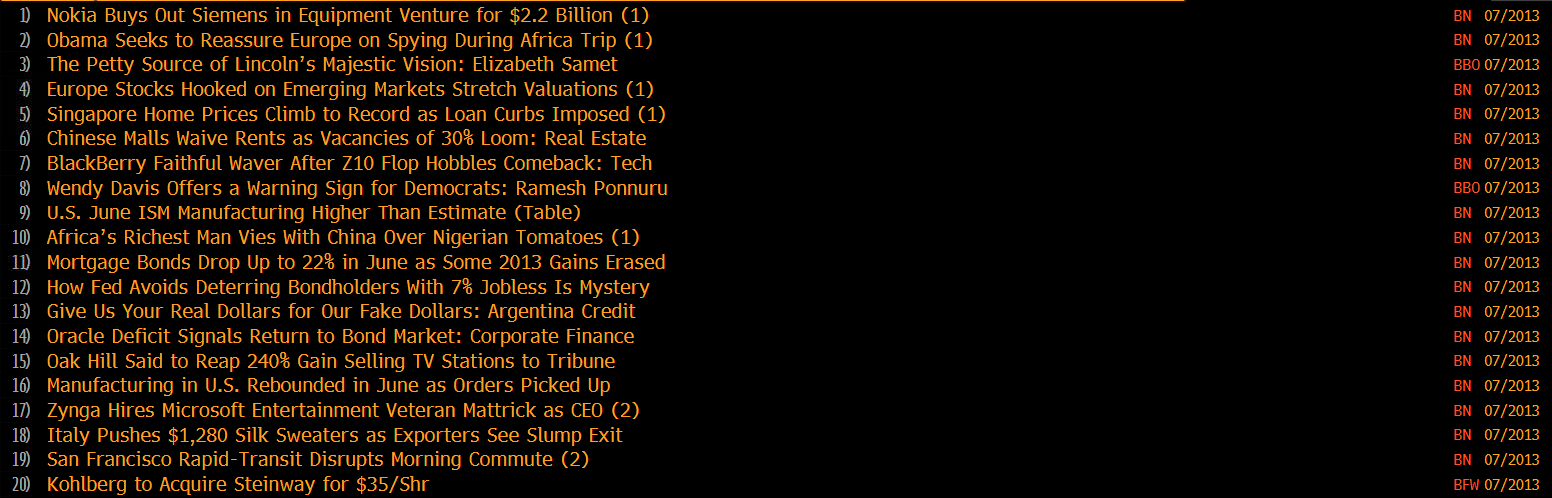 1) Nokia Buys Out Siemens in Equipment Venture for $2.2 Billion (1) BN 07/2013
2) Obama Seeks to Reassure Europe on Spying During Africa Trip (1) BN 07/2013
3) The Petty Source of Lincoln's Majestic Vision: Elizabeth Samet BBO 07/2013
4) Europe Stocks Hooked on Emerging Markets Stretch Valuations (1) BN 07/2013
5) Singapore Home Prices Climb to Record as Loan Curbs Imposed (1) BN 07/2013
6) Chinese Malls Waive Rents as Vacancies of 30% Loom: Real Estate BN 07/2013
7) BlackBerry Faithful Waver After Z10 Flop Hobbles Comeback: Tech BN 07/2013
8) Wendy Davis Offers a Warning Sign for Democrats: Ramesh Ponnuru BBO 07/2013
9) U.S. June ISM Manufacturing Higher Than Estimate (Table) BN 07/2013
10) Africa's Richest Man Vies With China Over Nigerian Tomatoes (1) BN 07/2013
11) Mortgage Bonds Drop Up to 22% in June as Some 2013 Gains Erased BN 07/2013
12) How Fed Avoids Deterring Bondholders With 7% Jobless Is Mystery BN 07/2013
13) Give Us Your Real Dollars for Our Fake Dollars: Argentina Credit BN 07/2013
14) Oracle Deficit Signals Return to Bond Market: Corporate Finance BN 07/2013
15) Oak Hill Said to Reap 240% Gain Selling TV Stations to Tribune BN 07/2013
16) Manufacturing in U.S. Rebounded in June as Orders Picked Up BN 07/2013
17) Zynga Hires Microsoft Entertainment Veteran Mattrick as CEO (2) BN 07/2013
18) Italy Pushes $1,280 Silk Sweaters as Exporters See Slump Exit BN 07/2013
19) San Francisco Rapid-Transit Disrupts Morning Commute (2) BN 07/2013
20) Kohlberg to Acquire Steinway for $35/Shr BFW 07/2013